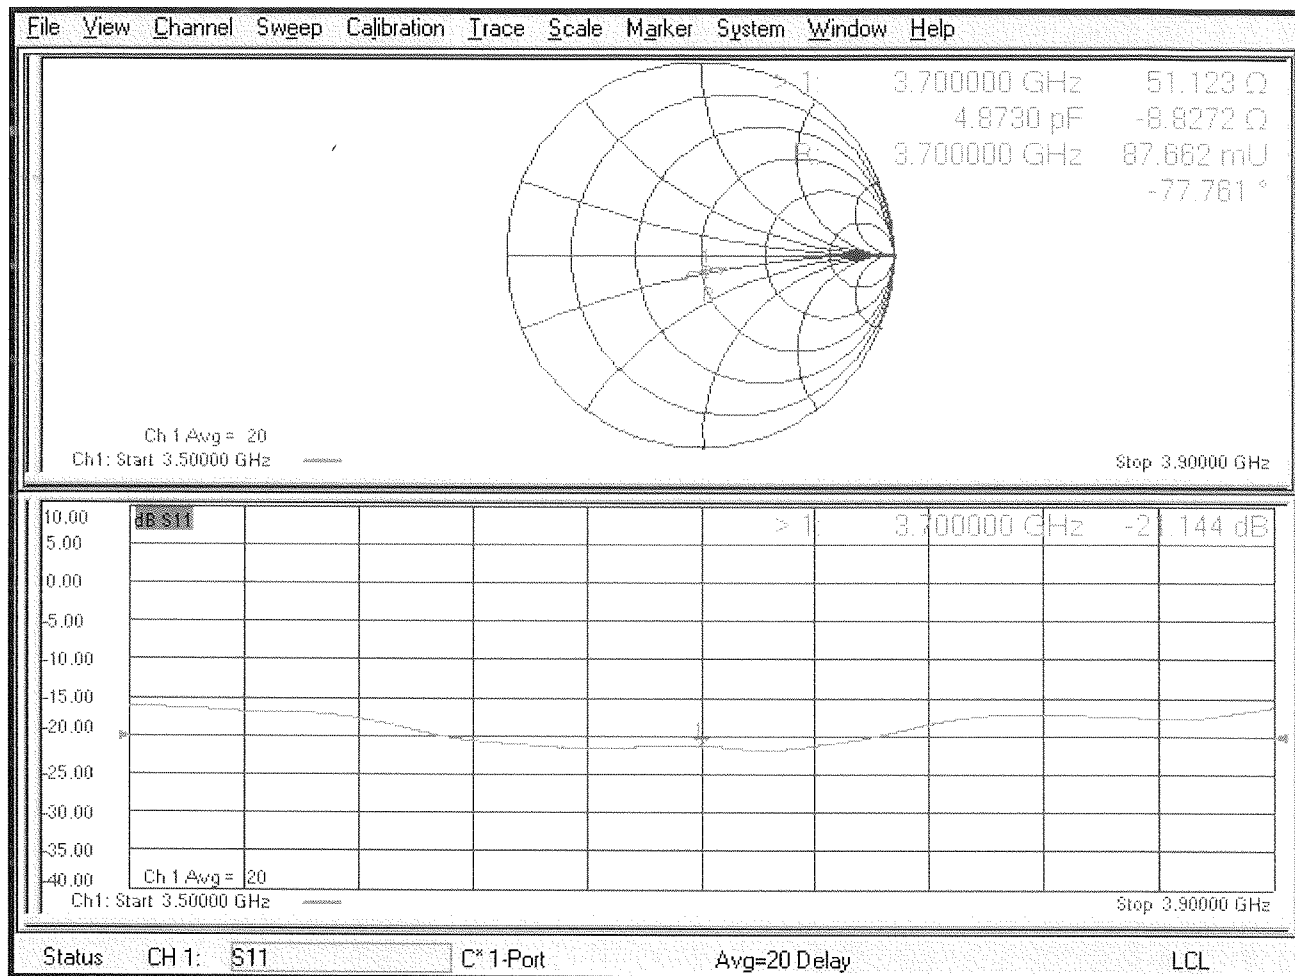 File View Channel Sweep Calibration Trace Scale Marker System Window Help
> 1: 3.700000 GHz 51.123 Ω
4.8730 pF -8.8272 Ω
R: 3.700000 GHz 87.662 mU
-77.761 °
Ch 1 Avg = 20
Ch1: Start 3.50000 GHz
Stop 3.90000 GHz
10.00
dB S11
> 1: 3.700000 GHz -21.144 dB
5.00
0.00
-5.00
-10.00
-15.00
-20.00
-25.00
-30.00
-35.00
-40.00
Ch 1 Avg = 20
Ch1: Start 3.50000 GHz
Stop 3.90000 GHz
Status CH 1: S11 C* 1-Port Avg=20 Delay LCL